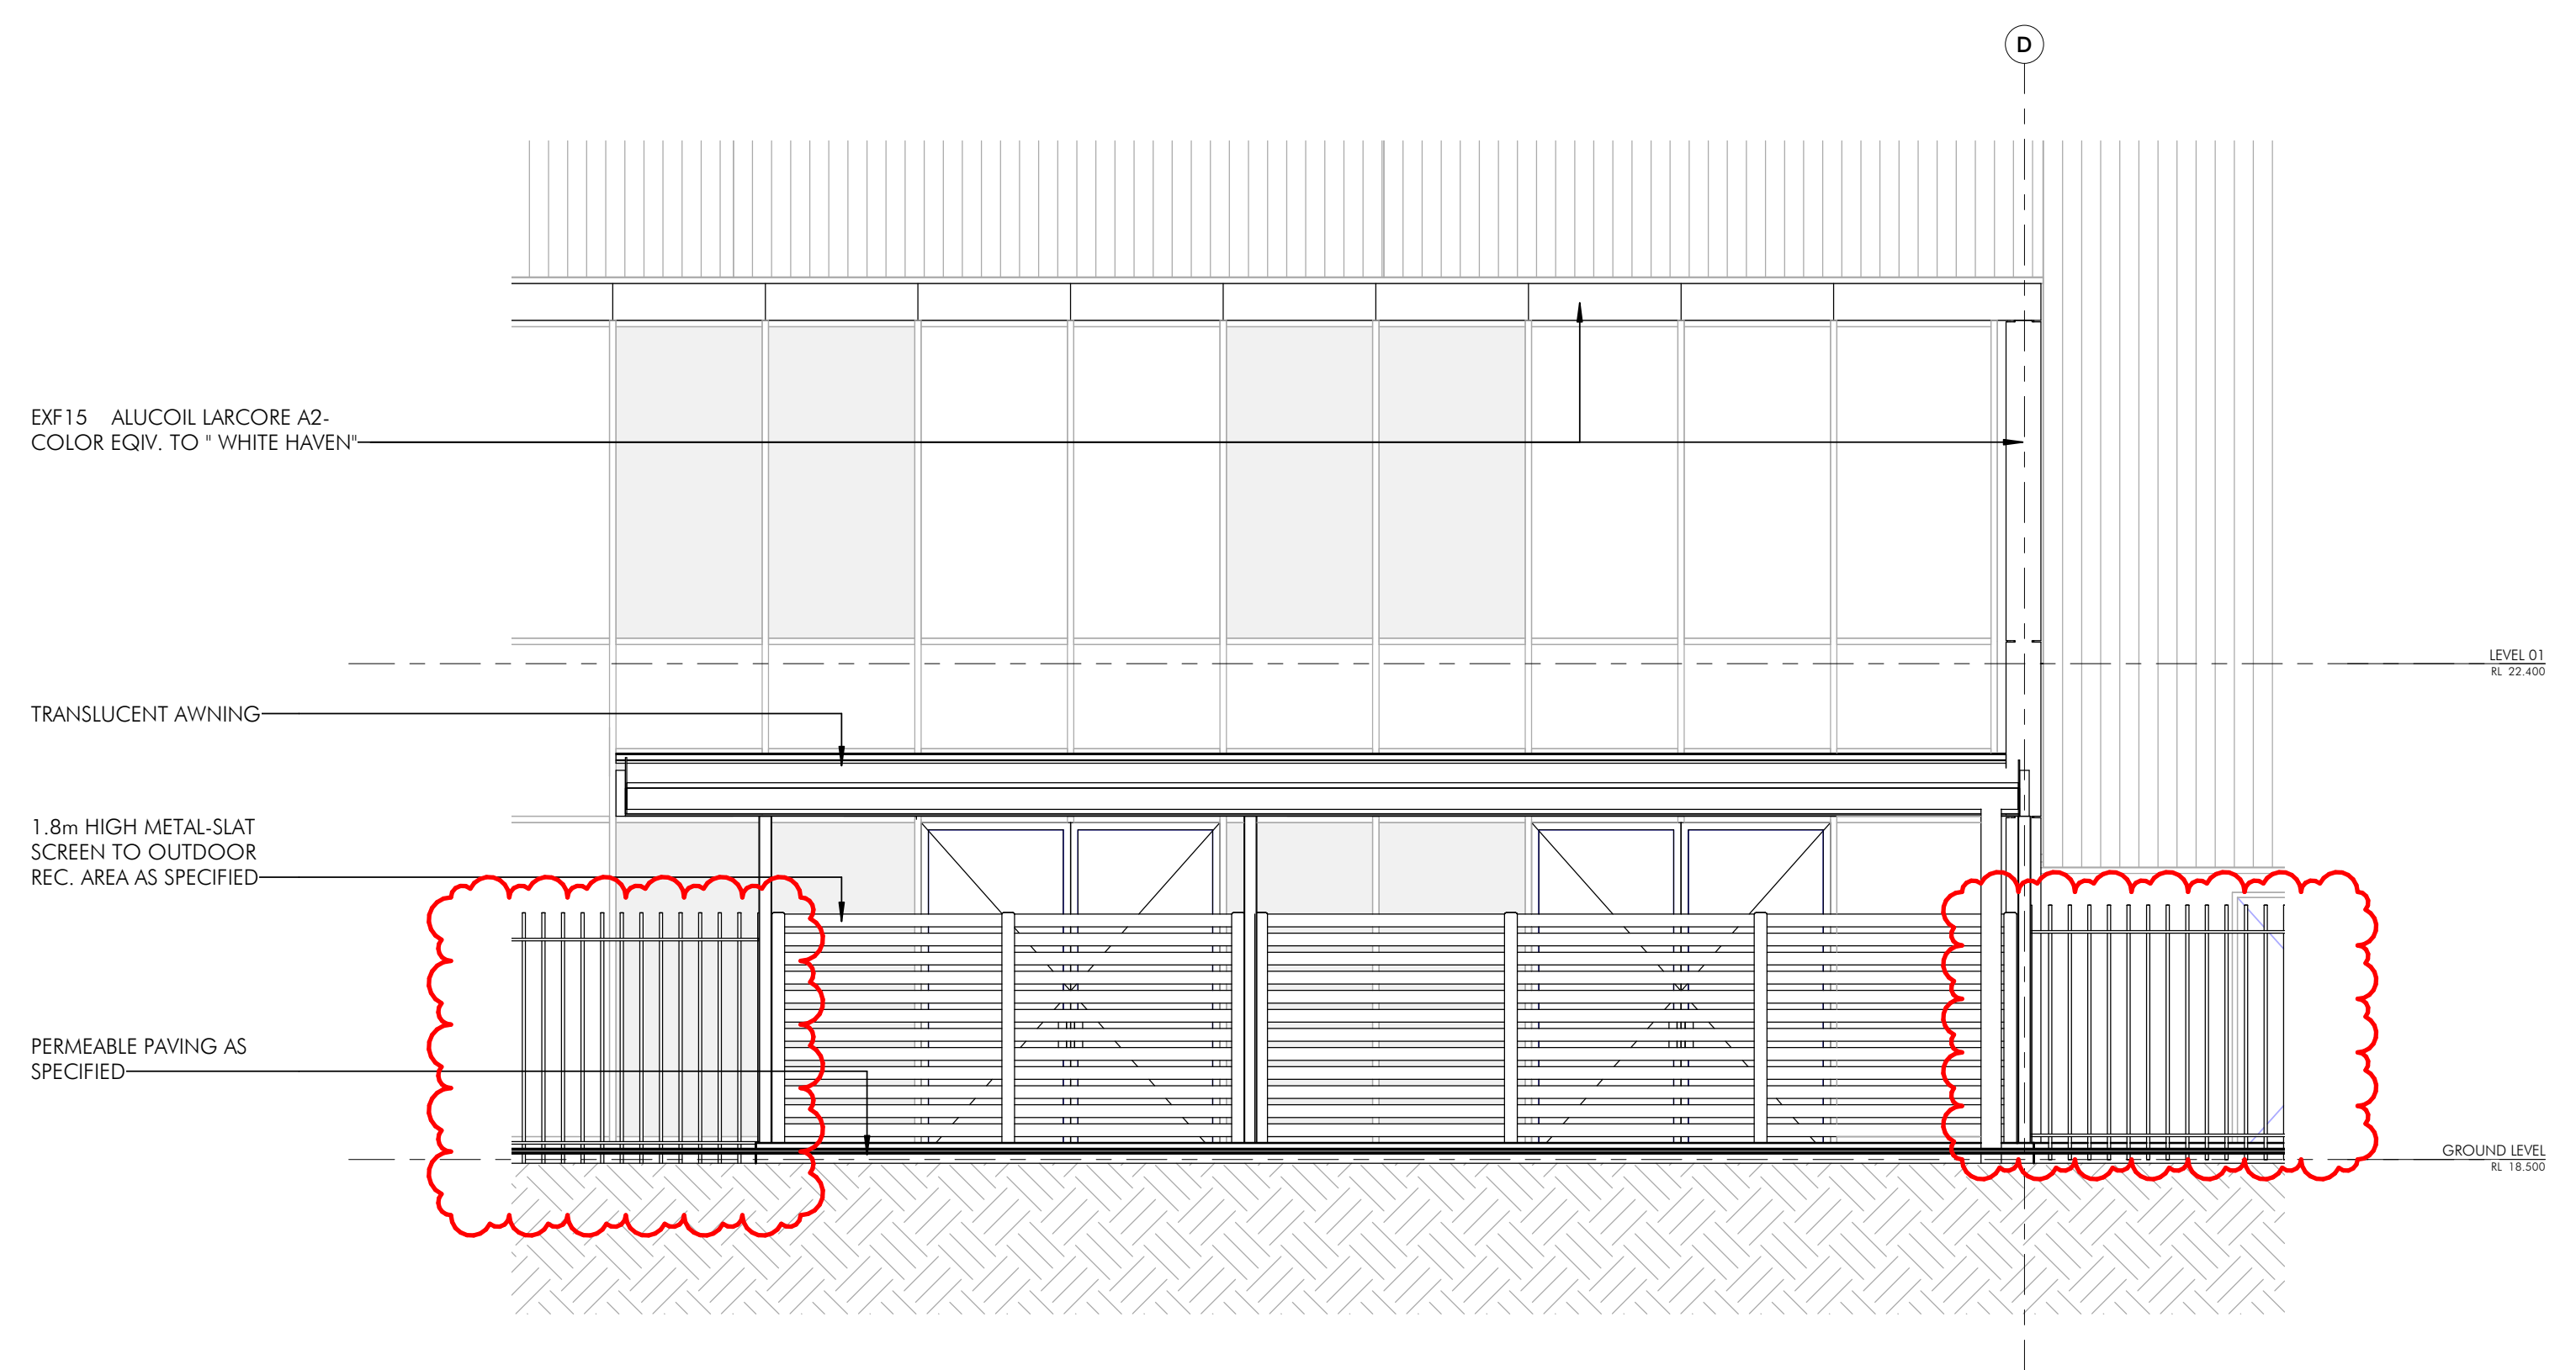 D
EXF15 ALUCOIL LARCORE A2-
COLOR EQIV. TO " WHITE HAVEN"
LEVEL 01
RL 22.400
TRANSLUCENT AWNING
1.8m HIGH METAL-SLAT
SCREEN TO OUTDOOR
REC. AREA AS SPECIFIED
PERMEABLE PAVING AS
SPECIFIED
GROUND LEVEL
RL 18.500